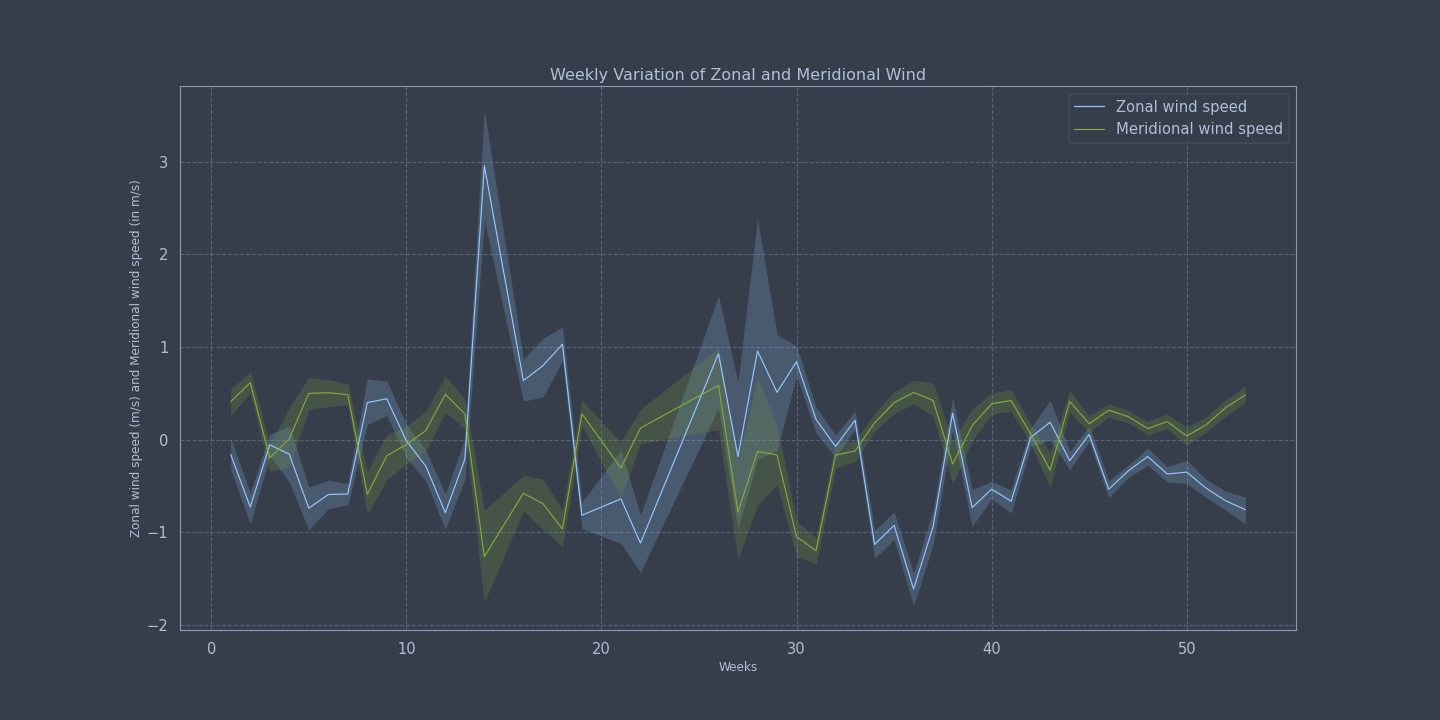 Weekly Variation of Zonal and Meridional Wind
Zonal wind speed
Meridional wind speed
Zonal wind speed (m/s) and Meridional wind speed (in m/s)
3
2
1
0
−1
−2
0 10 20 30 40 50
Weeks